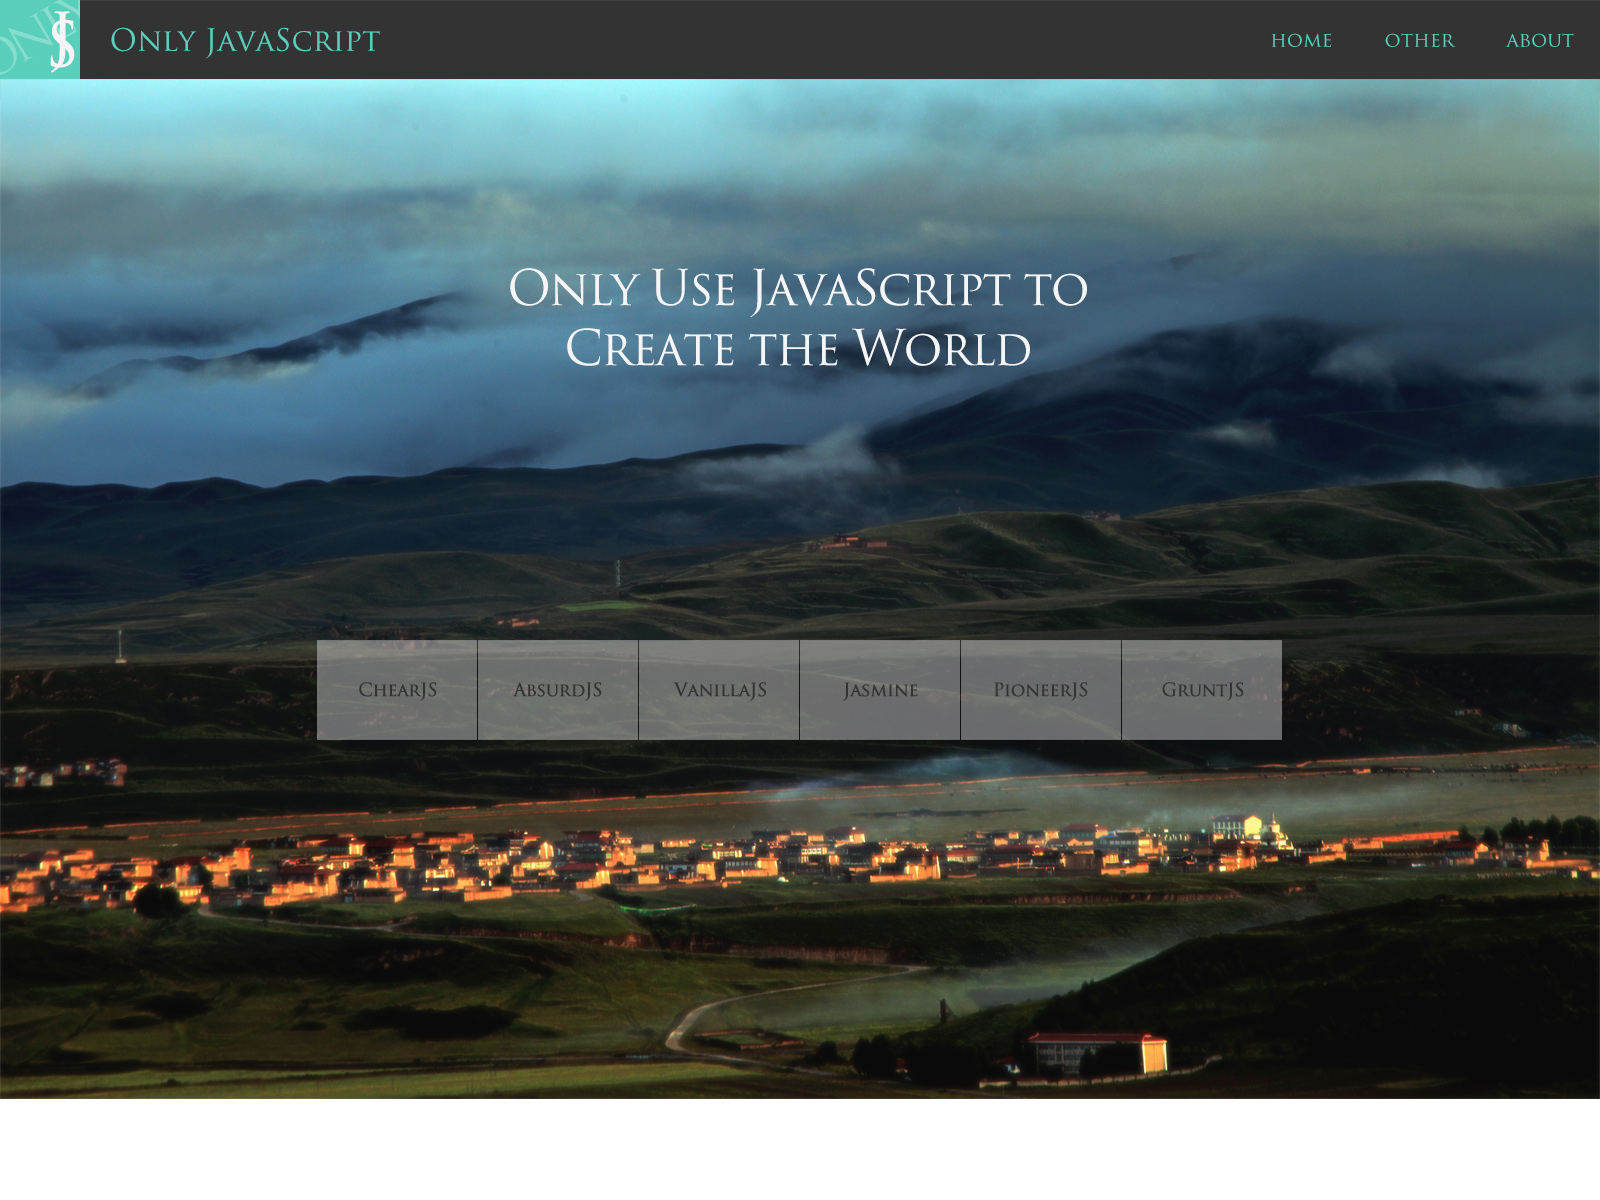 ONLY JS
Only JavaScript
HOME
OTHER
ABOUT
Only Use JavaScript to
Create the World
ChearJS
AbsurdJS
VanillaJS
Jasmine
PioneerJS
GruntJS